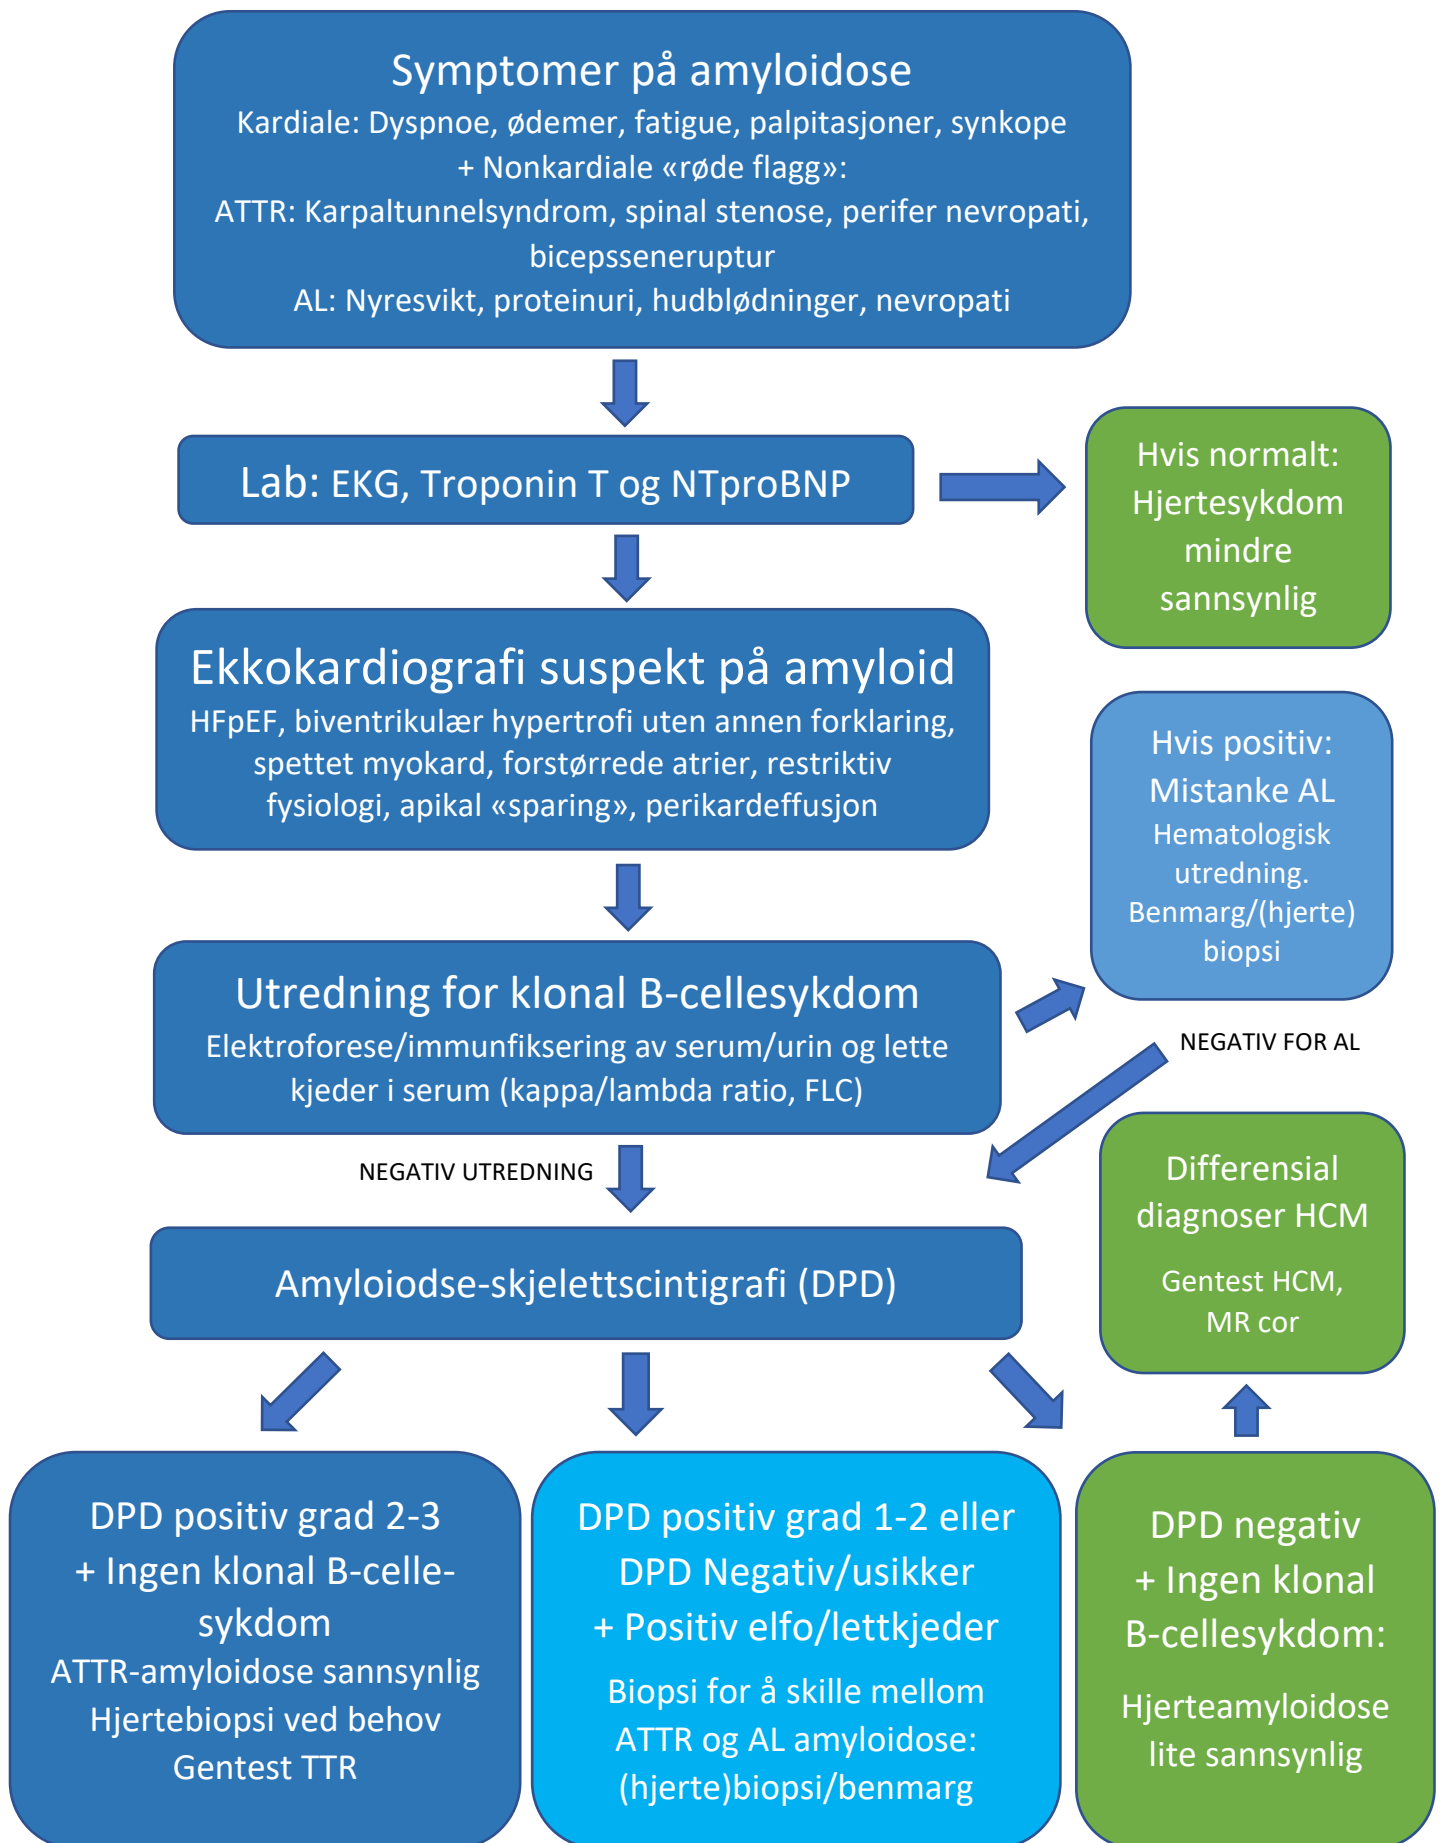 Symptomer på amyloidose
Kardiale: Dyspnoe, ødemer, fatigue, palpitasjoner, synkope
+ Nonkardiale «røde flagg»:
ATTR: Karpaltunnelsyndrom, spinal stenose, perifer nevropati,
bicepsseneruptur
AL: Nyresvikt, proteinuri, hudblødninger, nevropati
Lab: EKG, Troponin T og NTproBNP
Hvis normalt:
Hjertesykdom
mindre
sannsynlig
Ekkokardiografi suspekt på amyloid
HFpEF, biventrikulær hypertrofi uten annen forklaring,
spettet myokard, forstørrede atrier, restriktiv
fysiologi, apikal «sparing», perikardeffusjon
Hvis positiv:
Mistanke AL
Hematologisk
utredning.
Benmarg/(hjerte)
biopsi
Utredning for klonal B-cellesykdom
Elektroforese/immunfiksering av serum/urin og lette
kjeder i serum (kappa/lambda ratio, FLC)
NEGATIV FOR AL
NEGATIV UTREDNING
Differensial
diagnoser HCM
Gentest HCM,
MR cor
Amyloiodse-skjelettscintigrafi (DPD)
DPD positiv grad 2-3
+ Ingen klonal B-celle-
sykdom
ATTR-amyloidose sannsynlig
Hjertebiopsi ved behov
Gentest TTR
DPD positiv grad 1-2 eller
DPD Negativ/usikker
+ Positiv elfo/lettkjeder
Biopsi for å skille mellom
ATTR og AL amyloidose:
(hjerte)biopsi/benmarg
DPD negativ
+ Ingen klonal
B-cellesykdom:
Hjerteamyloidose
lite sannsynlig